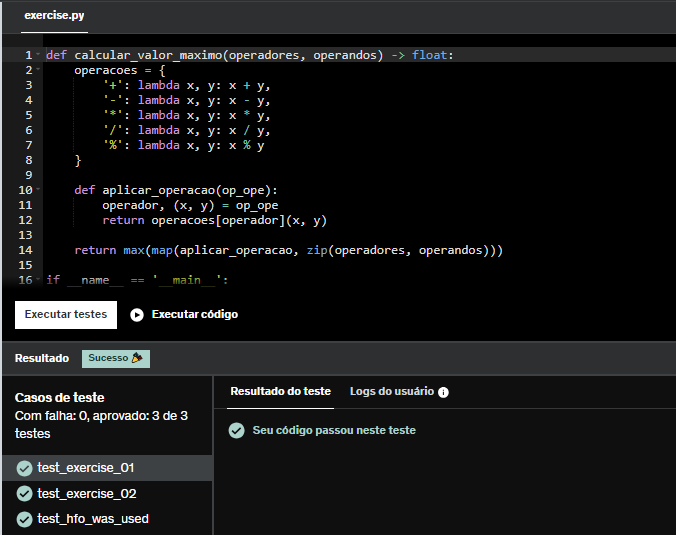 exercise.py
1 def calcular_valor_maximo(operadores, operandos) -> float:
2 operacoes = {
3 '+': lambda x, y: x + y,
4 '-': lambda x, y: x - y,
5 '*': lambda x, y: x * y,
6 '/': lambda x, y: x / y,
7 '%': lambda x, y: x % y
8 }
9
10 def aplicar_operacao(op_ope):
11 operador, (x, y) = op_ope
12 return operacoes[operador](x, y)
13
14 return max(map(aplicar_operacao, zip(operadores, operandos)))
15
16 if __name__ == '__main__':
Executar testes
Executar código
Resultado
Sucesso 🎉
Casos de teste
Com falha: 0, aprovado: 3 de 3
testes
test_exercise_01
test_exercise_02
test_hfo_was_used
Resultado do teste
Logs do usuário
Seu código passou neste teste